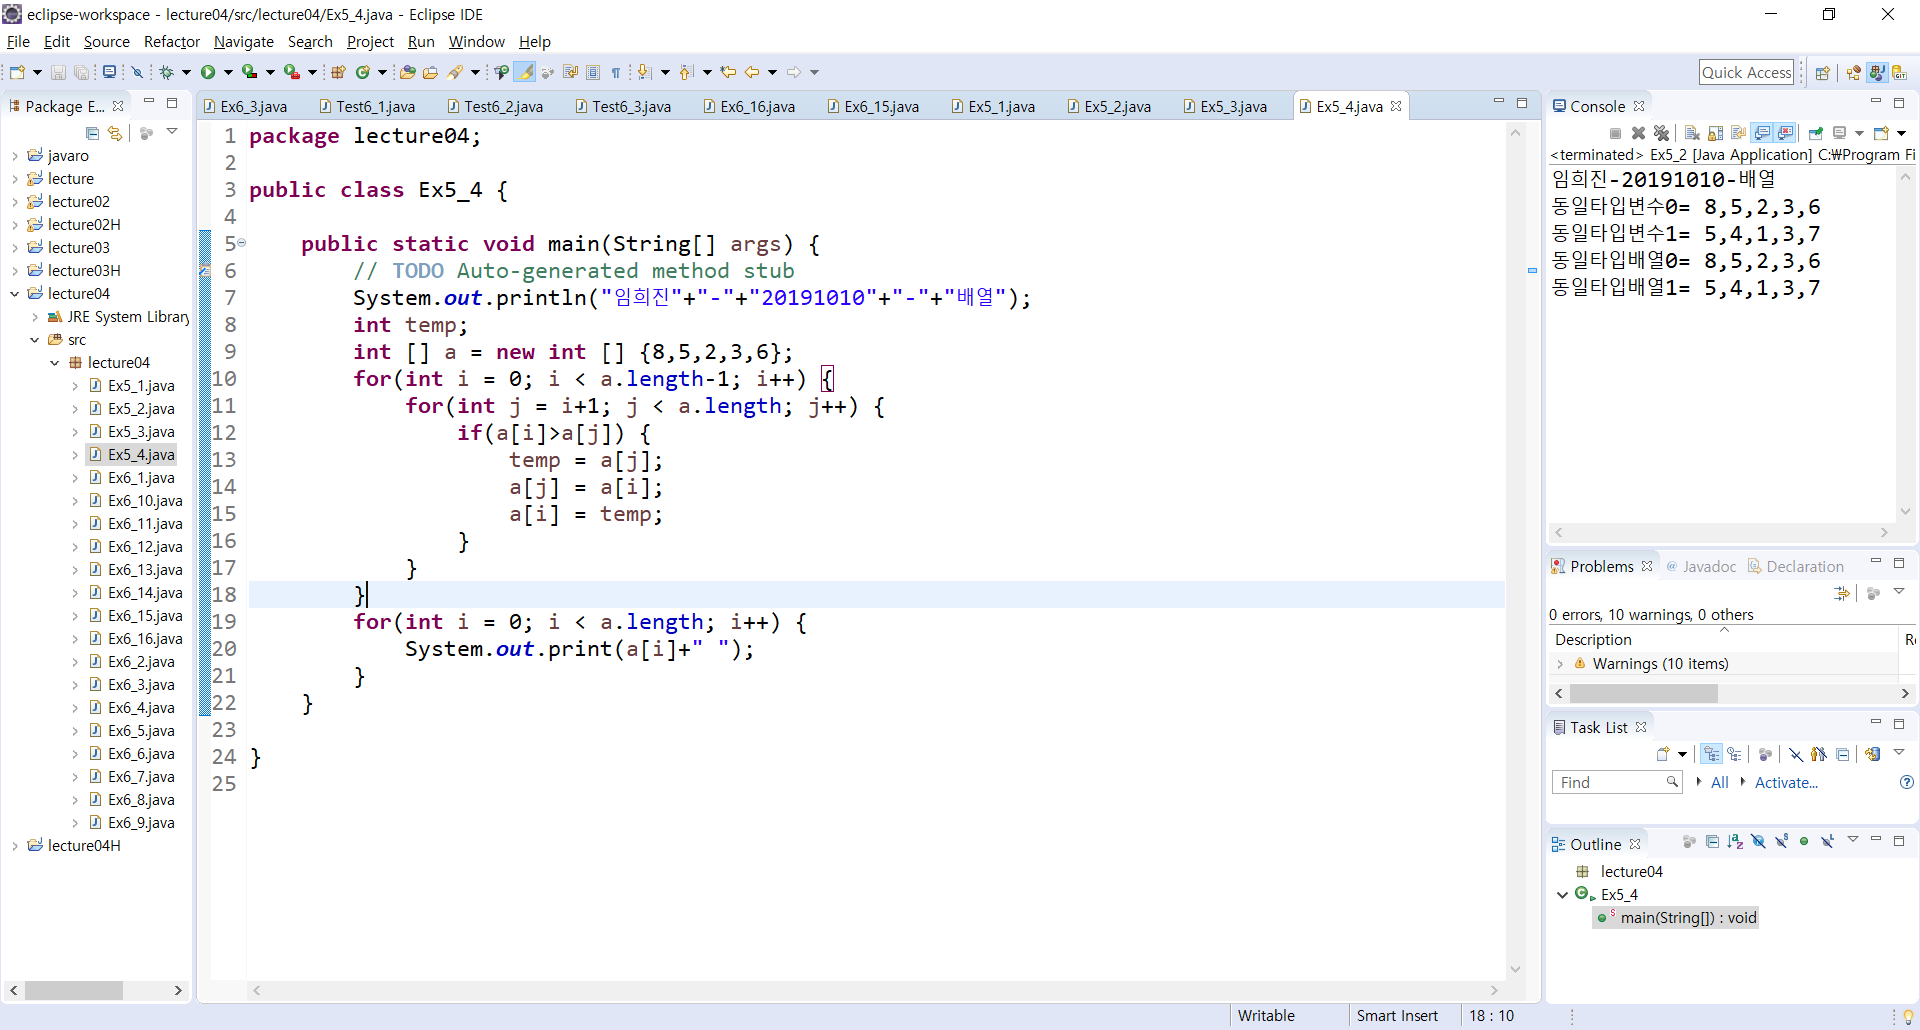 eclipse-workspace - lecture04/src/lecture04/Ex5_4.java - Eclipse IDE
File Edit Source Refactor Navigate Search Project Run Window Help
Quick Access
Package E...
javaro
lecture
lecture02
lecture02H
lecture03
lecture03H
lecture04
JRE System Library
src
lecture04
Ex5_1.java
Ex5_2.java
Ex5_3.java
Ex5_4.java
Ex6_1.java
Ex6_10.java
Ex6_11.java
Ex6_12.java
Ex6_13.java
Ex6_14.java
Ex6_15.java
Ex6_16.java
Ex6_2.java
Ex6_3.java
Ex6_4.java
Ex6_5.java
Ex6_6.java
Ex6_7.java
Ex6_8.java
Ex6_9.java
lecture04H
Ex6_3.java Test6_1.java Test6_2.java Test6_3.java Ex6_16.java Ex6_15.java Ex5_1.java Ex5_2.java Ex5_3.java Ex5_4.java
1 package lecture04;
2
3 public class Ex5_4 {
4
5 public static void main(String[] args) {
6 // TODO Auto-generated method stub
7 System.out.println("임희진"+"-"+"20191010"+"-"+"배열");
8 int temp;
9 int [] a = new int [] {8,5,2,3,6};
10 for(int i = 0; i < a.length-1; i++) {
11 for(int j = i+1; j < a.length; j++) {
12 if(a[i]>a[j]) {
13 temp = a[j];
14 a[j] = a[i];
15 a[i] = temp;
16 }
17 }
18 }
19 for(int i = 0; i < a.length; i++) {
20 System.out.print(a[i]+" ");
21 }
22 }
23
24 }
25
Console
<terminated> Ex5_2 [Java Application] C:₩Program Fi
임희진-20191010-배열
동일타입변수0= 8,5,2,3,6
동일타입변수1= 5,4,1,3,7
동일타입배열0= 8,5,2,3,6
동일타입배열1= 5,4,1,3,7
Problems @ Javadoc Declaration
0 errors, 10 warnings, 0 others
Description R
Warnings (10 items)
Task List
Find All Activate...
Outline
lecture04
Ex5_4
main(String[]) : void
Writable Smart Insert 18 : 10